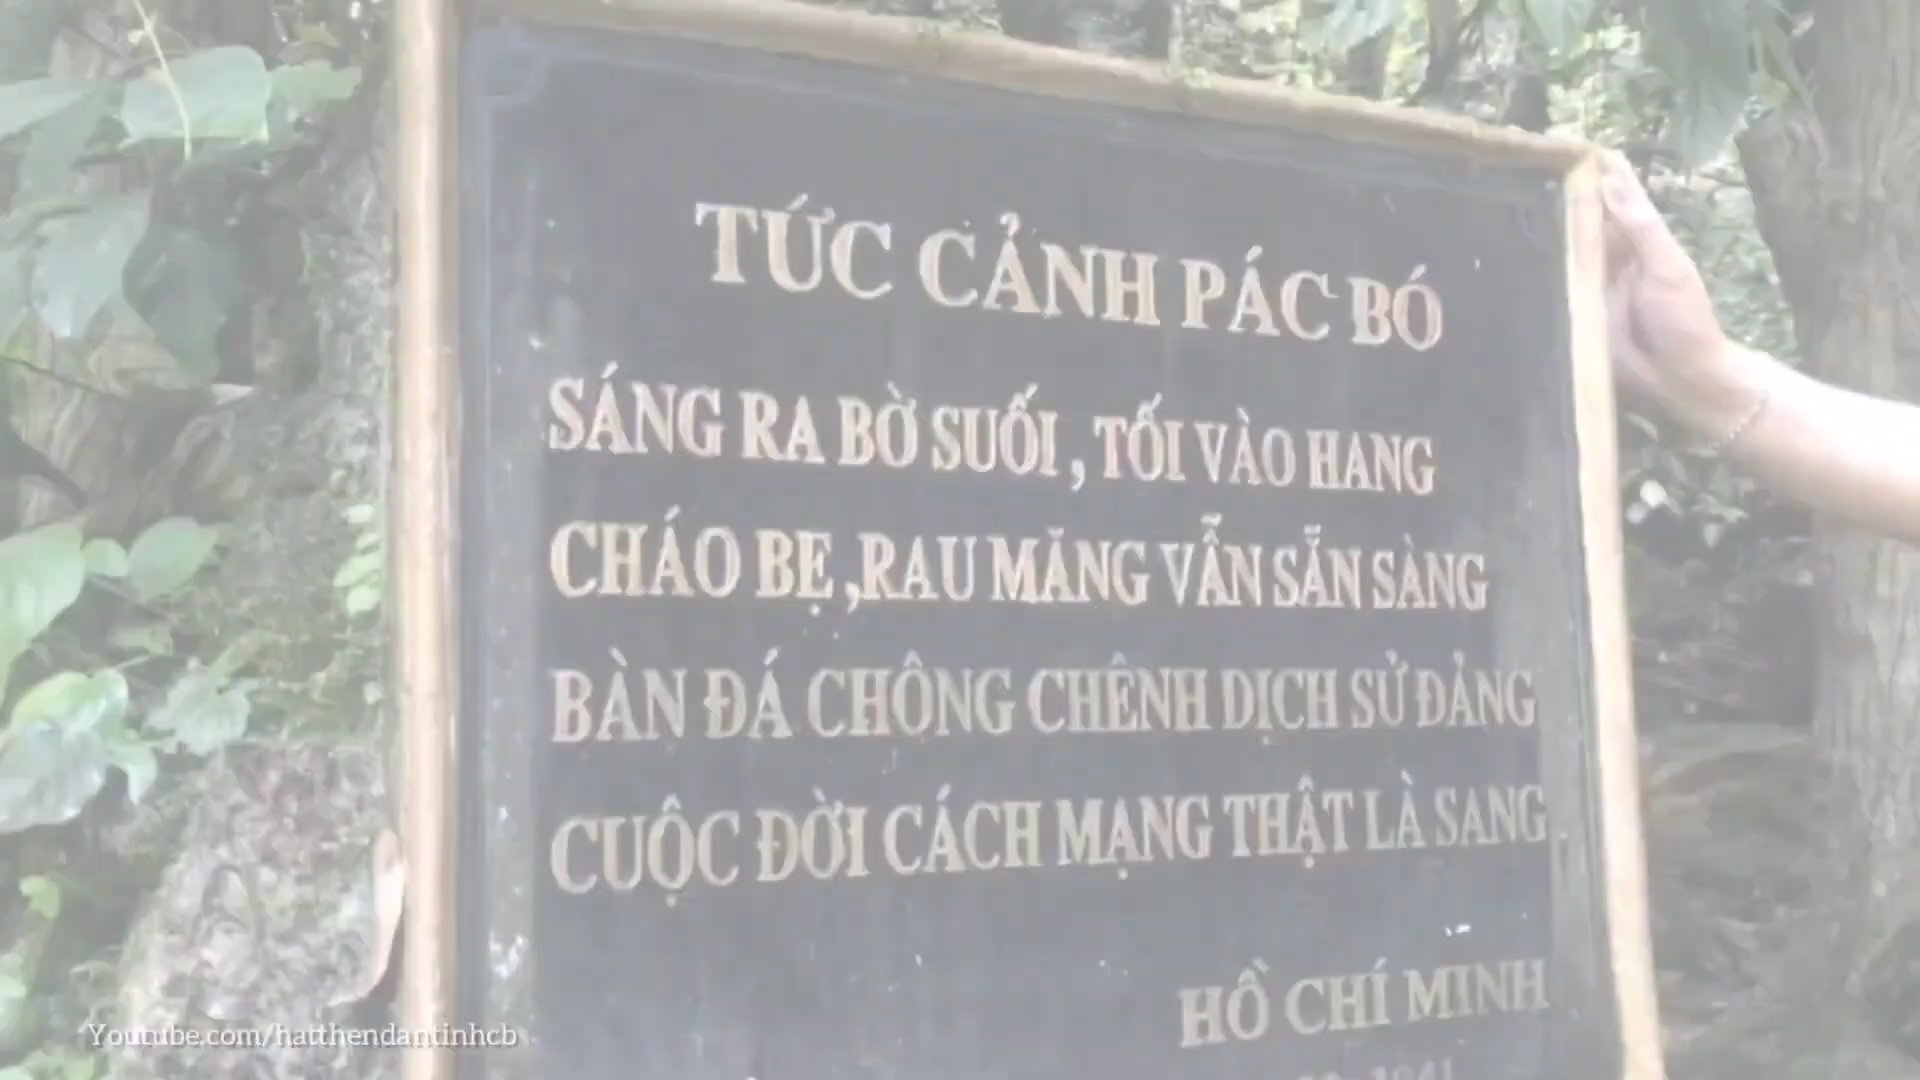 TỨC CẢNH PÁC BÓ
SÁNG RA BỜ SUỐI , TỐI VÀO HANG
CHÁO BẸ ,RAU MĂNG VẪN SẴN SÀNG
BÀN ĐÁ CHÔNG CHÊNH DỊCH SỬ ĐẢNG
CUỘC ĐỜI CÁCH MẠNG THẬT LÀ SANG.
HỒ CHÍ MINH
Youtube.com/hatthendantinhcb